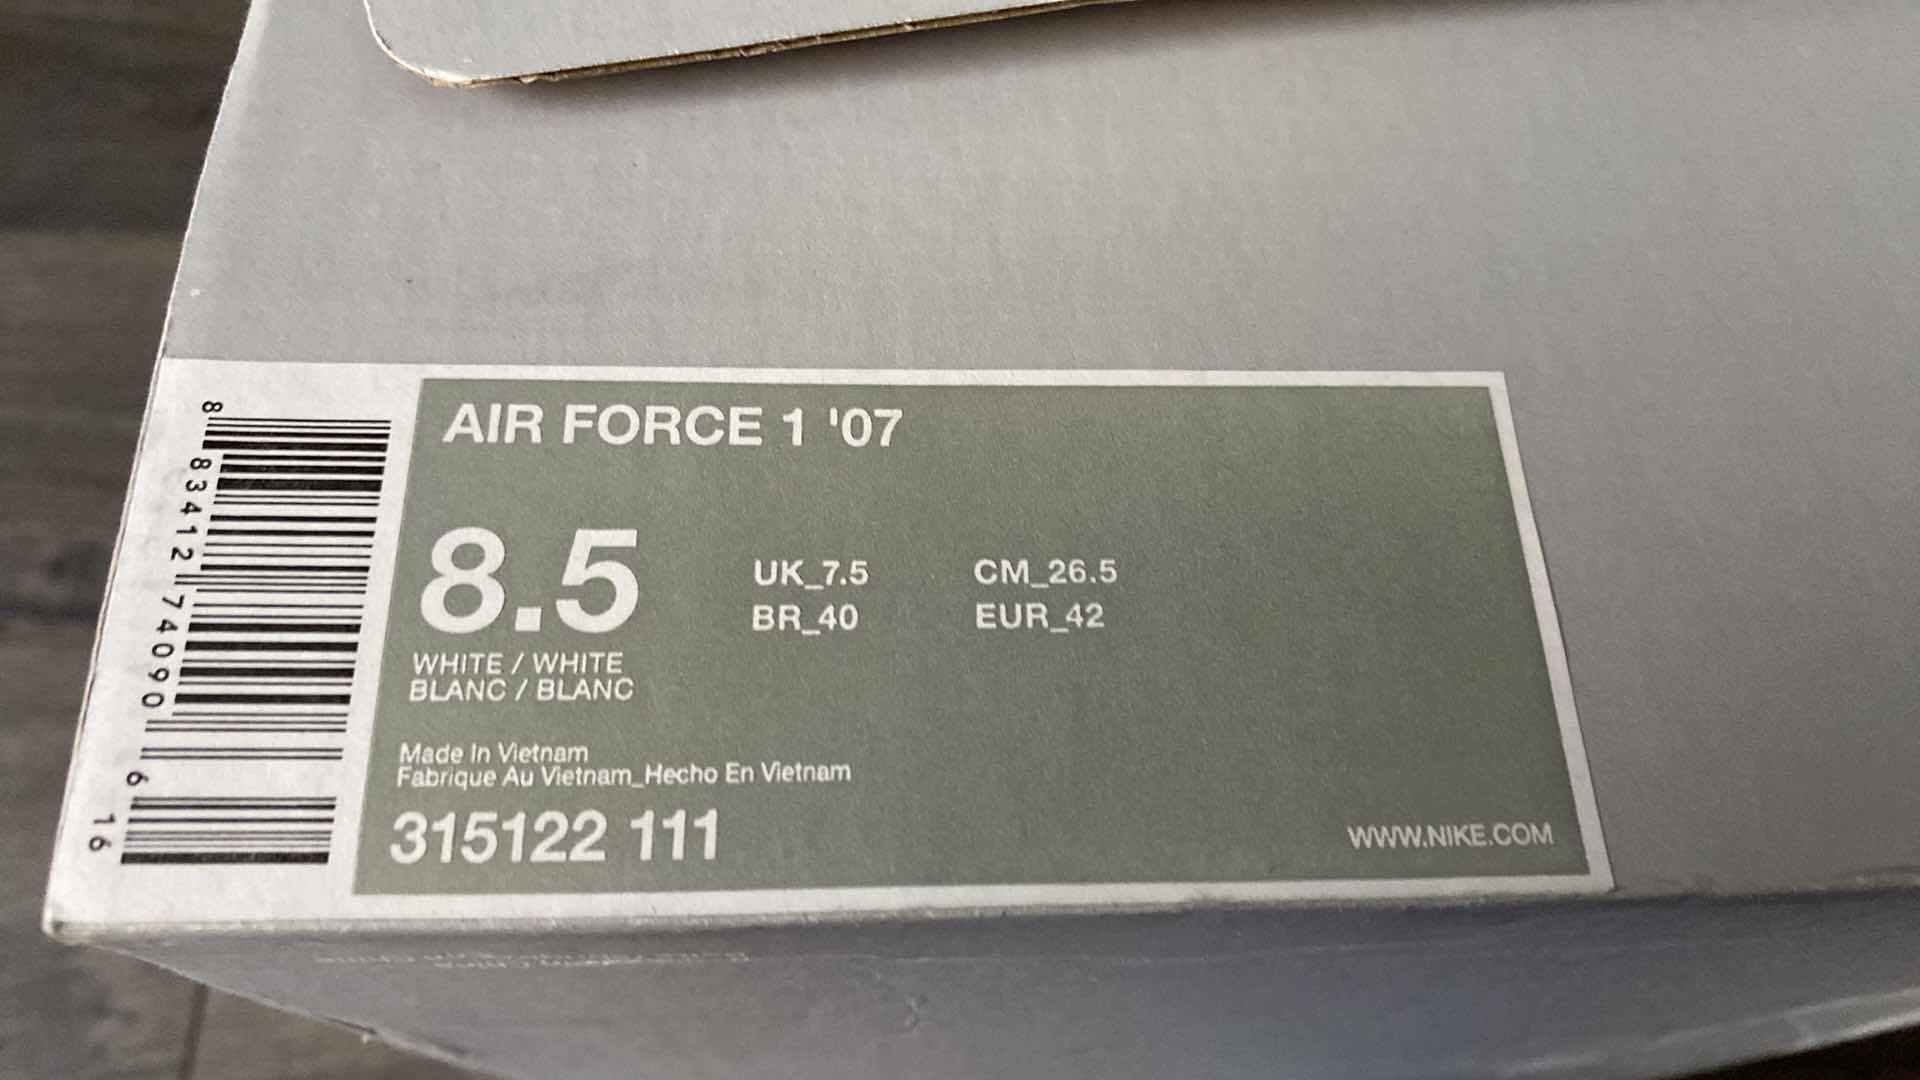 AIR FORCE 1 '07
8.5
UK_7.5
CM_26.5
BR_40
EUR_42
WHITE / WHITE
BLANC / BLANC
Made In Vietnam
Fabrique Au Vietnam_Hecho En Vietnam
315122 111
WWW.NIKE.COM
8 83412 74090 6 16